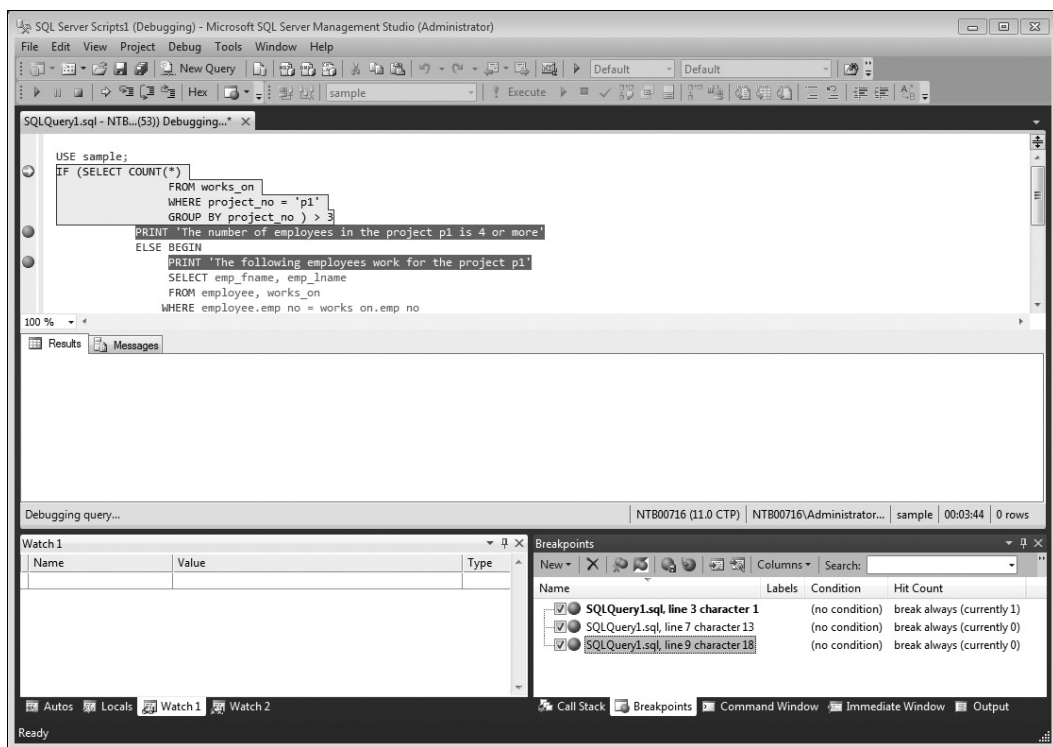 SQL Server Scripts1 (Debugging) - Microsoft SQL Server Management Studio (Administrator)
File Edit View Project Debug Tools Window Help
New Query Default Default
Hex sample Execute
SQLQuery1.sql - NTB...(53)) Debugging...*
USE sample;
IF (SELECT COUNT(*)
FROM works_on
WHERE project_no = 'p1'
GROUP BY project_no ) > 3
PRINT 'The number of employees in the project p1 is 4 or more'
ELSE BEGIN
PRINT 'The following employees work for the project p1'
SELECT emp_fname, emp_lname
FROM employee, works_on
WHERE employee.emp_no = works_on.emp_no
100 %
Results Messages
Debugging query... NTB00716 (11.0 CTP) NTB00716\Administrator... sample 00:03:44 0 rows
Watch 1
Name Value Type
Breakpoints
New Columns Search:
Name Labels Condition Hit Count
SQLQuery1.sql, line 3 character 1 (no condition) break always (currently 1)
SQLQuery1.sql, line 7 character 13 (no condition) break always (currently 0)
SQLQuery1.sql, line 9 character 18 (no condition) break always (currently 0)
Autos Locals Watch 1 Watch 2
Call Stack Breakpoints Command Window Immediate Window Output
Ready